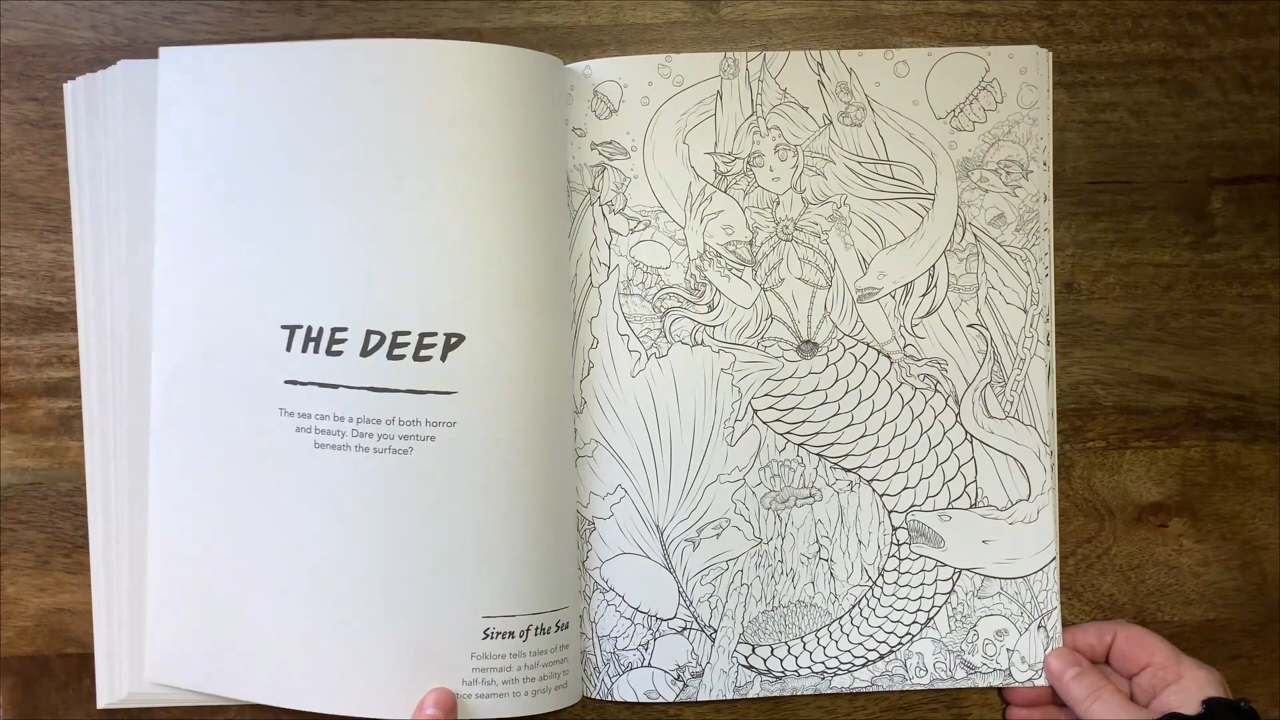 THE DEEP
The sea can be a place of both horror
and beauty. Dare you venture
beneath the surface?
Siren of the Sea
Folklore tells tales of the
mermaid: a half-woman,
half-fish, with the ability to
seamen to a grisly end.